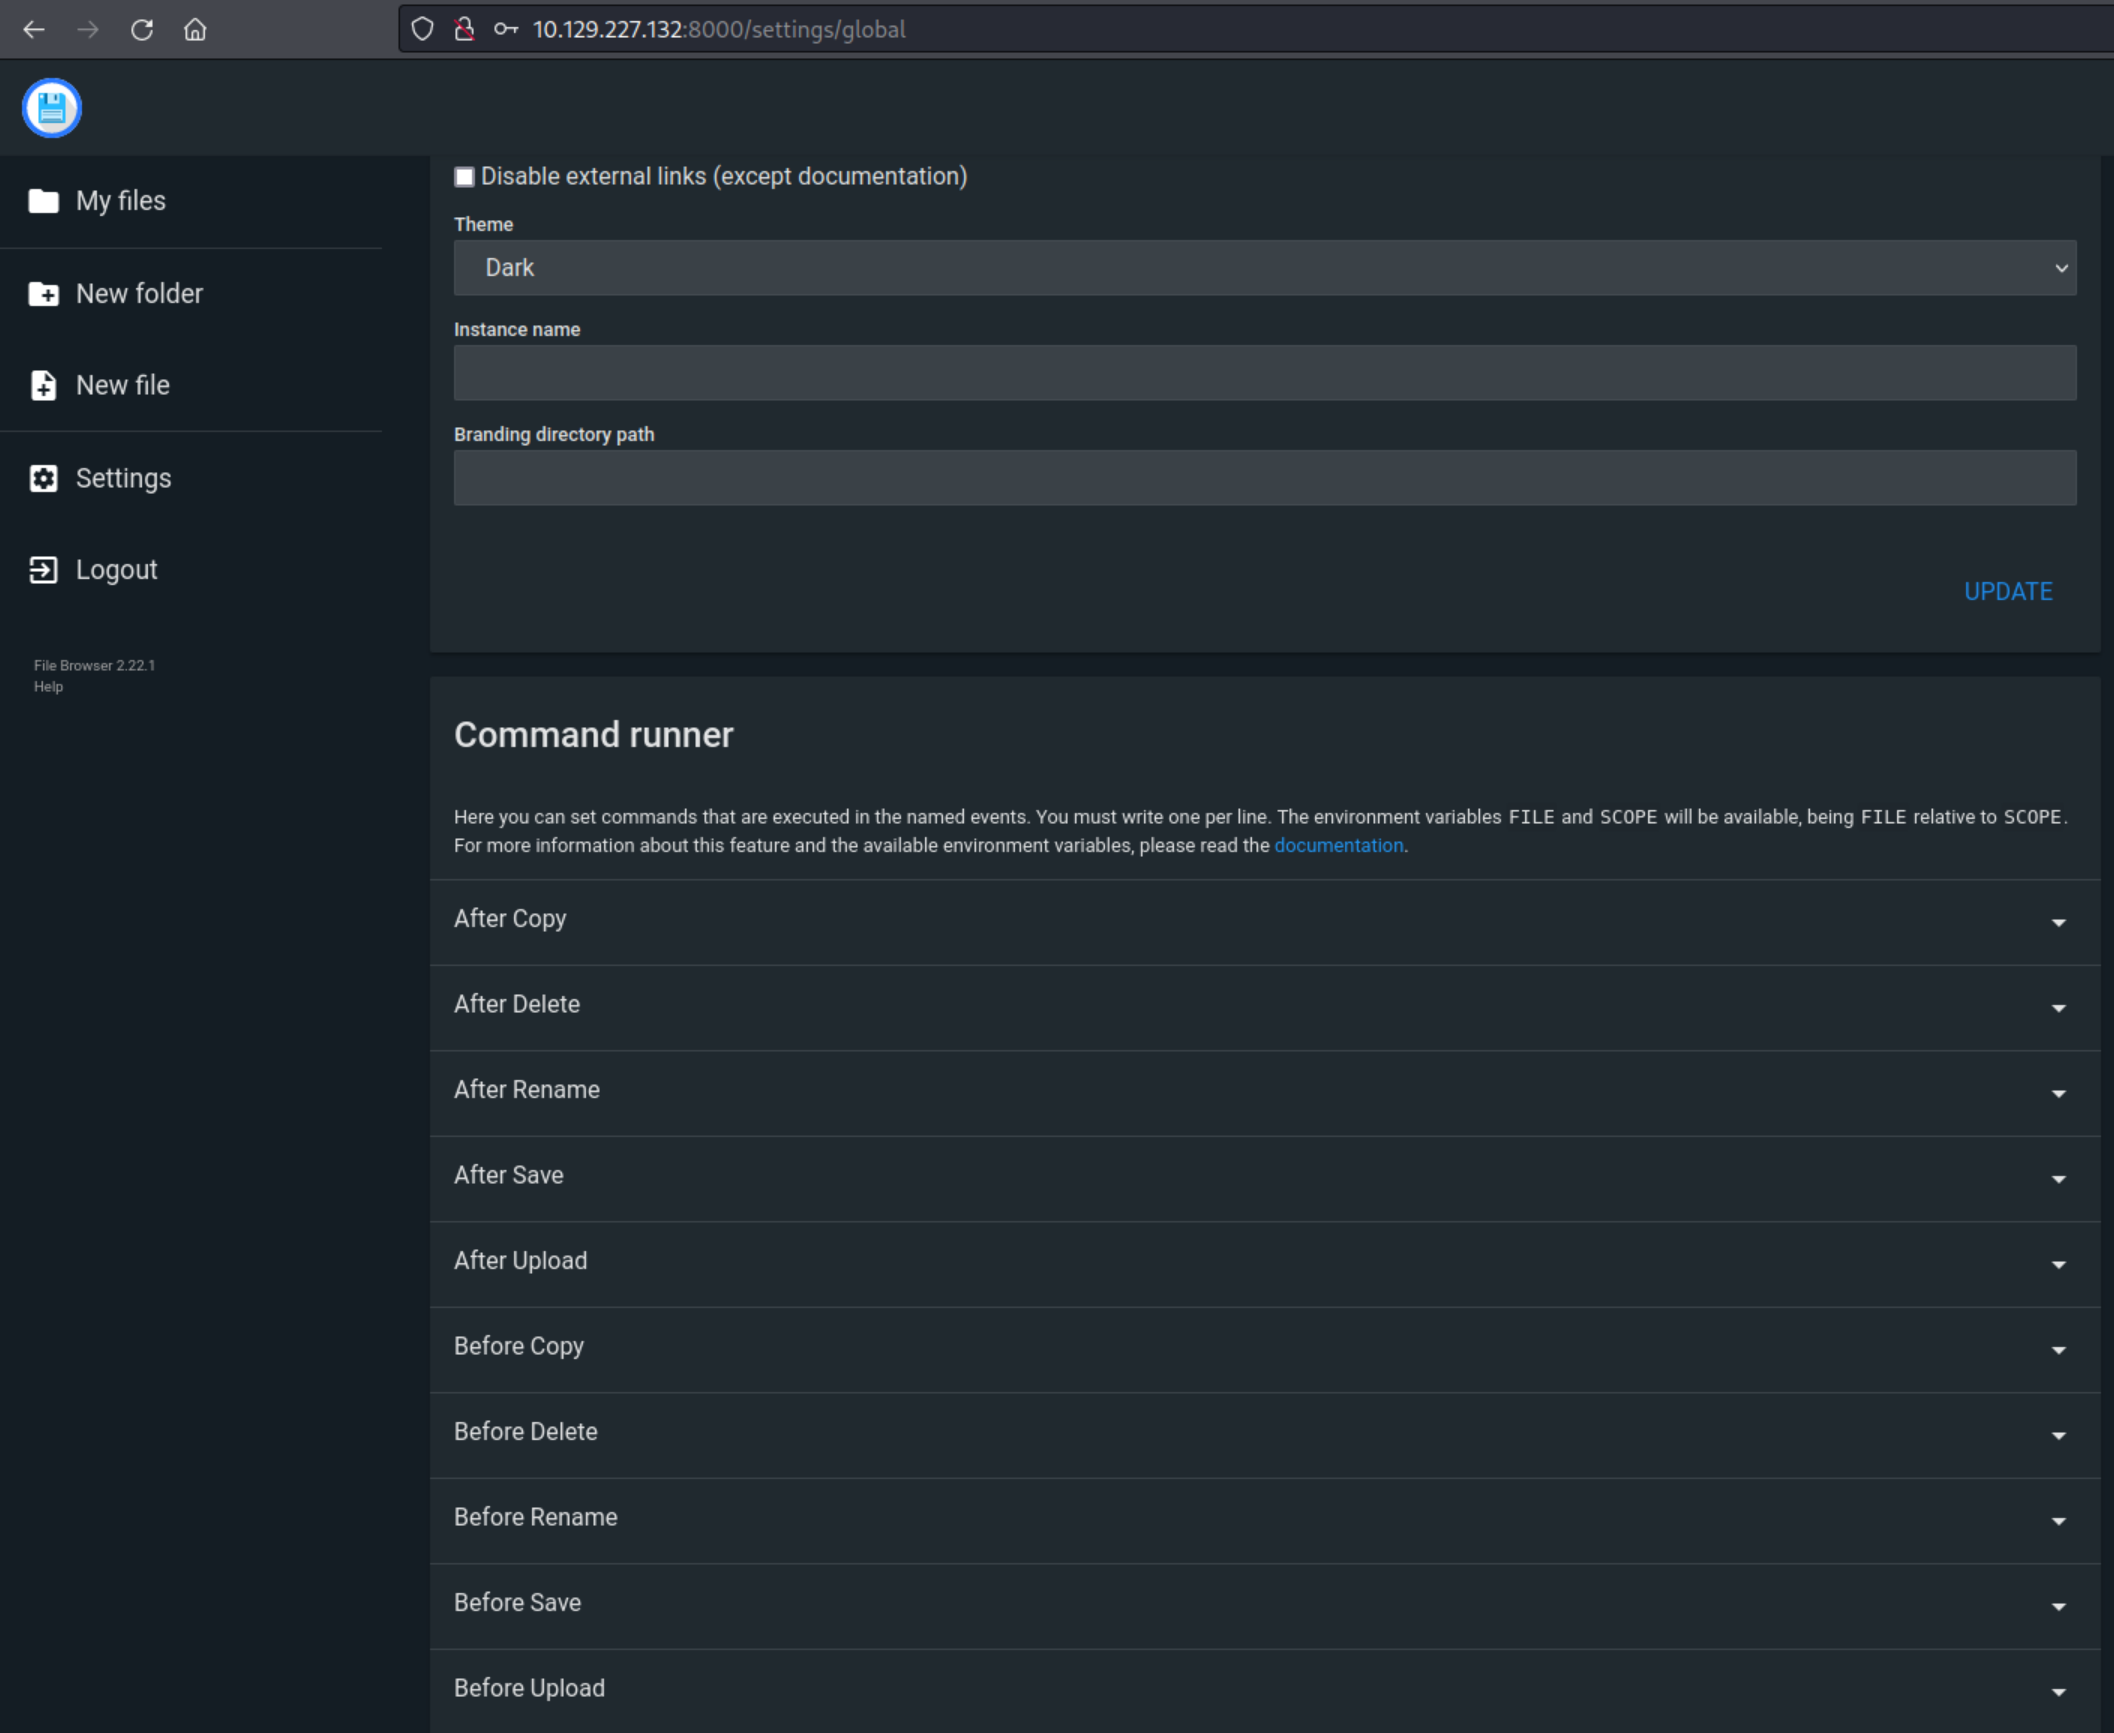 10.129.227.132:8000/settings/global
My files
New folder
New file
Settings
Logout
File Browser 2.22.1
Help
Disable external links (except documentation)
Theme
Dark
Instance name
Branding directory path
UPDATE
Command runner
Here you can set commands that are executed in the named events. You must write one per line. The environment variables FILE and SCOPE will be available, being FILE relative to SCOPE.
For more information about this feature and the available environment variables, please read the documentation.
After Copy
After Delete
After Rename
After Save
After Upload
Before Copy
Before Delete
Before Rename
Before Save
Before Upload